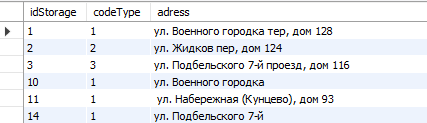 idStorage codeType adress
1 1 ул. Военного городка тер, дом 128
2 2 ул. Жидков пер, дом 124
3 3 ул. Подбельского 7-й проезд, дом 116
10 1 ул. Военного городка
11 1 ул. Набережная (Кунцево), дом 93
14 1 ул. Подбельского 7-й